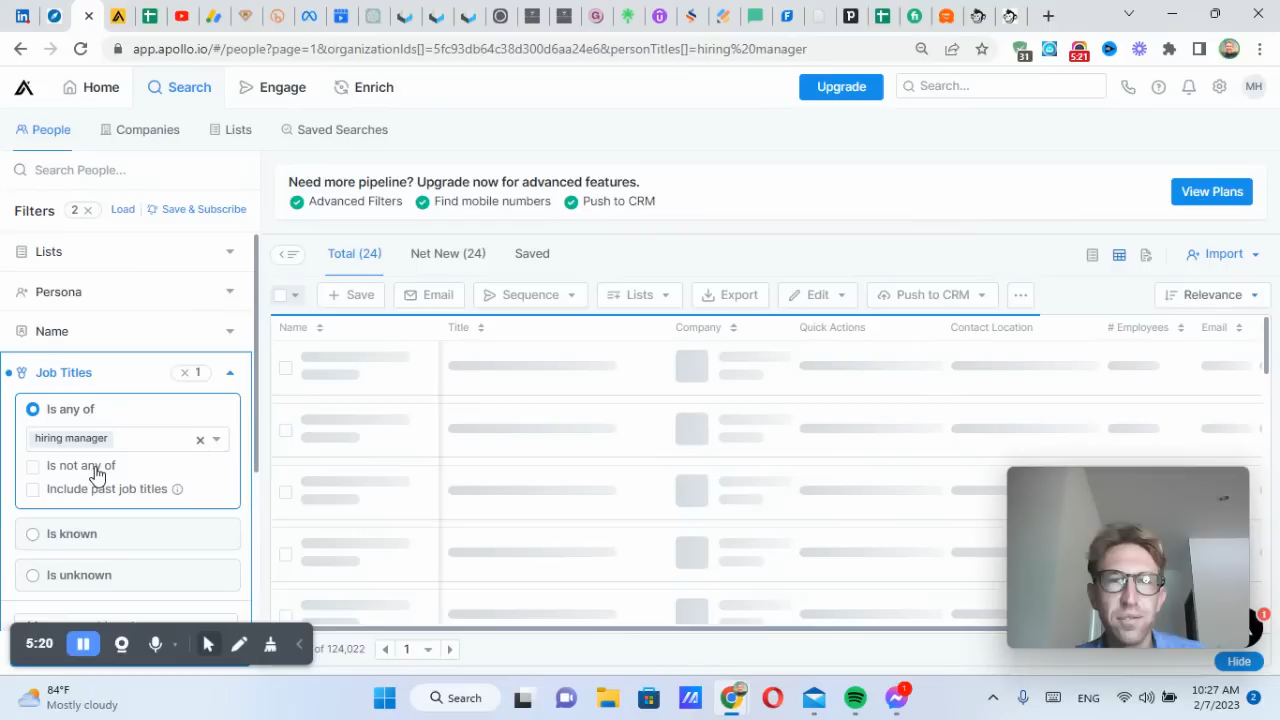 31
5:21
app.apollo.io/#/people?page=1&organizationIds[]=5fc93db64c38d300d6aa24e6&personTitles[]=hiring%20manager
Home
Search
Engage
Enrich
Upgrade
Search...
MH
People
Companies
Lists
Saved Searches
Search People...
Need more pipeline? Upgrade now for advanced features.
Advanced Filters
Find mobile numbers
Push to CRM
View Plans
Filters
2
Load
Save & Subscribe
Lists
Persona
Name
Job Titles
1
Is any of
hiring manager
Is not any of
Include past job titles
Is known
Is unknown
Total (24)
Net New (24)
Saved
Import
+ Save
Email
Sequence
Lists
Export
Edit
Push to CRM
...
Relevance
Name
Title
Company
Quick Actions
Contact Location
# Employees
Email
5:20
of 124,022
1
1
Hide
84°F
Mostly cloudy
Search
1
ENG
10:27 AM
2/7/2023
2